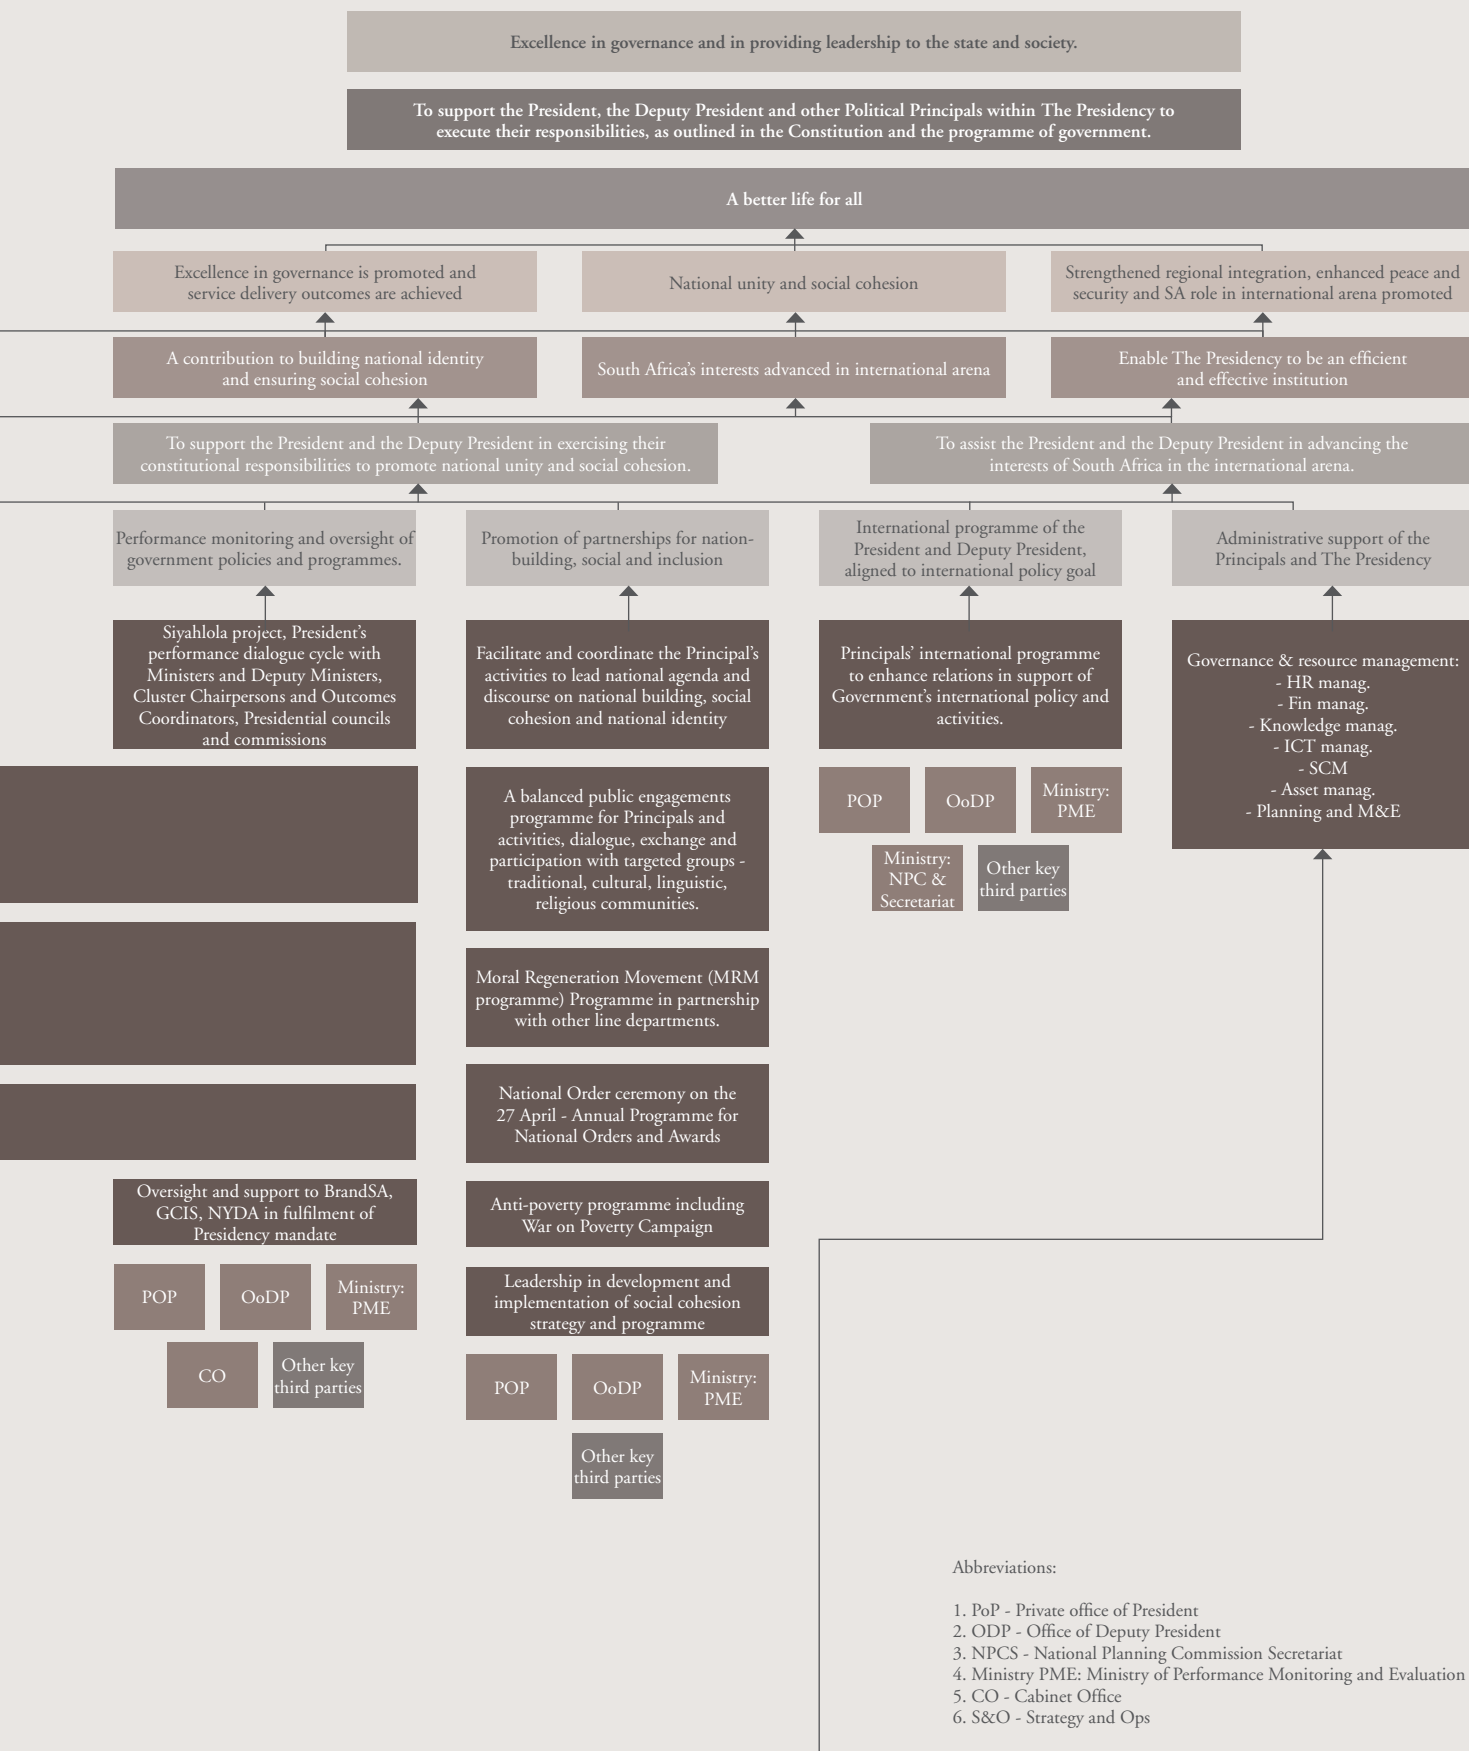 Excellence in governance and in providing leadership to the state and society.
To support the President, the Deputy President and other Political Principals within The Presidency to
execute their responsibilities, as outlined in the Constitution and the programme of government.
A better life for all
Excellence in governance is promoted and
service delivery outcomes are achieved
National unity and social cohesion
Strengthened regional integration, enhanced peace and
security and SA role in international arena promoted
A contribution to building national identity
and ensuring social cohesion
South Africa's interests advanced in international arena
Enable The Presidency to be an efficient
and effective institution
To support the President and the Deputy President in exercising their
constitutional responsibilities to promote national unity and social cohesion.
To assist the President and the Deputy President in advancing the
interests of South Africa in the international arena.
Performance monitoring and oversight of
government policies and programmes.
Promotion of partnerships for nation-
building, social and inclusion
International programme of the
President and Deputy President,
aligned to international policy goal
Administrative support of the
Principals and The Presidency
Siyahlola project, President's
performance dialogue cycle with
Ministers and Deputy Ministers,
Cluster Chairpersons and Outcomes
Coordinators, Presidential councils
and commissions
Oversight and support to BrandSA,
GCIS, NYDA in fulfilment of
Presidency mandate
POP
OoDP
Ministry:
PME
CO
Other key
third parties
Facilitate and coordinate the Principal's
activities to lead national agenda and
discourse on national building, social
cohesion and national identity
A balanced public engagements
programme for Principals and
activities, dialogue, exchange and
participation with targeted groups -
traditional, cultural, linguistic,
religious communities.
Moral Regeneration Movement (MRM
programme) Programme in partnership
with other line departments.
National Order ceremony on the
27 April - Annual Programme for
National Orders and Awards
Anti-poverty programme including
War on Poverty Campaign
Leadership in development and
implementation of social cohesion
strategy and programme
POP
OoDP
Ministry:
PME
Other key
third parties
Principals' international programme
to enhance relations in support of
Government's international policy and
activities.
POP
OoDP
Ministry:
PME
Ministry:
NPC &
Secretariat
Other key
third parties
Governance & resource management:
- HR manag.
- Fin manag.
- Knowledge manag.
- ICT manag.
- SCM
- Asset manag.
- Planning and M&E
Abbreviations:
1. PoP - Private office of President
2. ODP - Office of Deputy President
3. NPCS - National Planning Commission Secretariat
4. Ministry PME: Ministry of Performance Monitoring and Evaluation
5. CO - Cabinet Office
6. S&O - Strategy and Ops